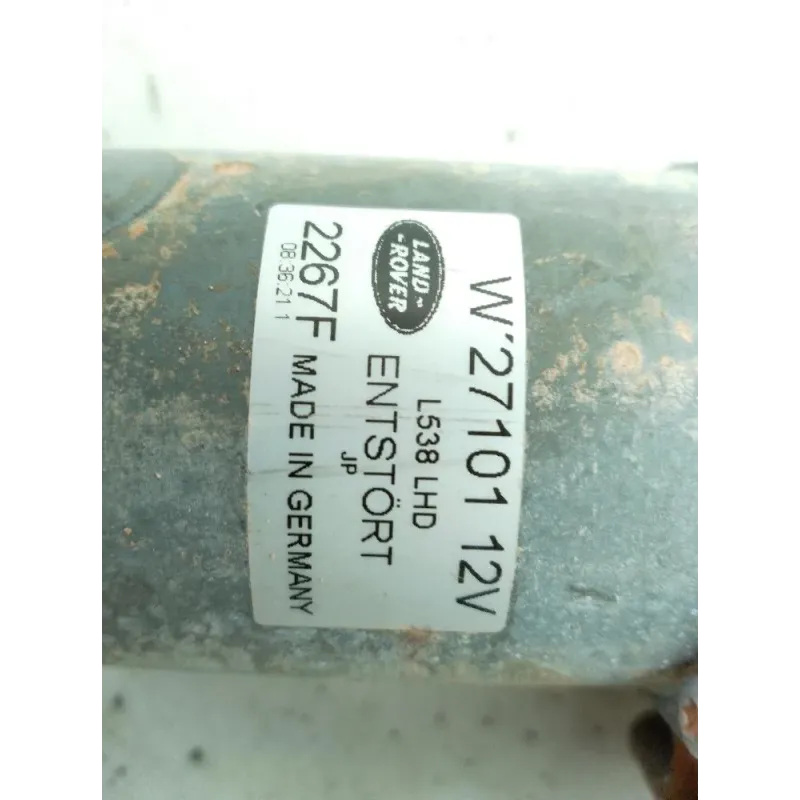 W'27101 12V
LAND-
-ROVER
L538 LHD
ENTSTÖRT
JP
2267F MADE IN GERMANY
08:36:21 1